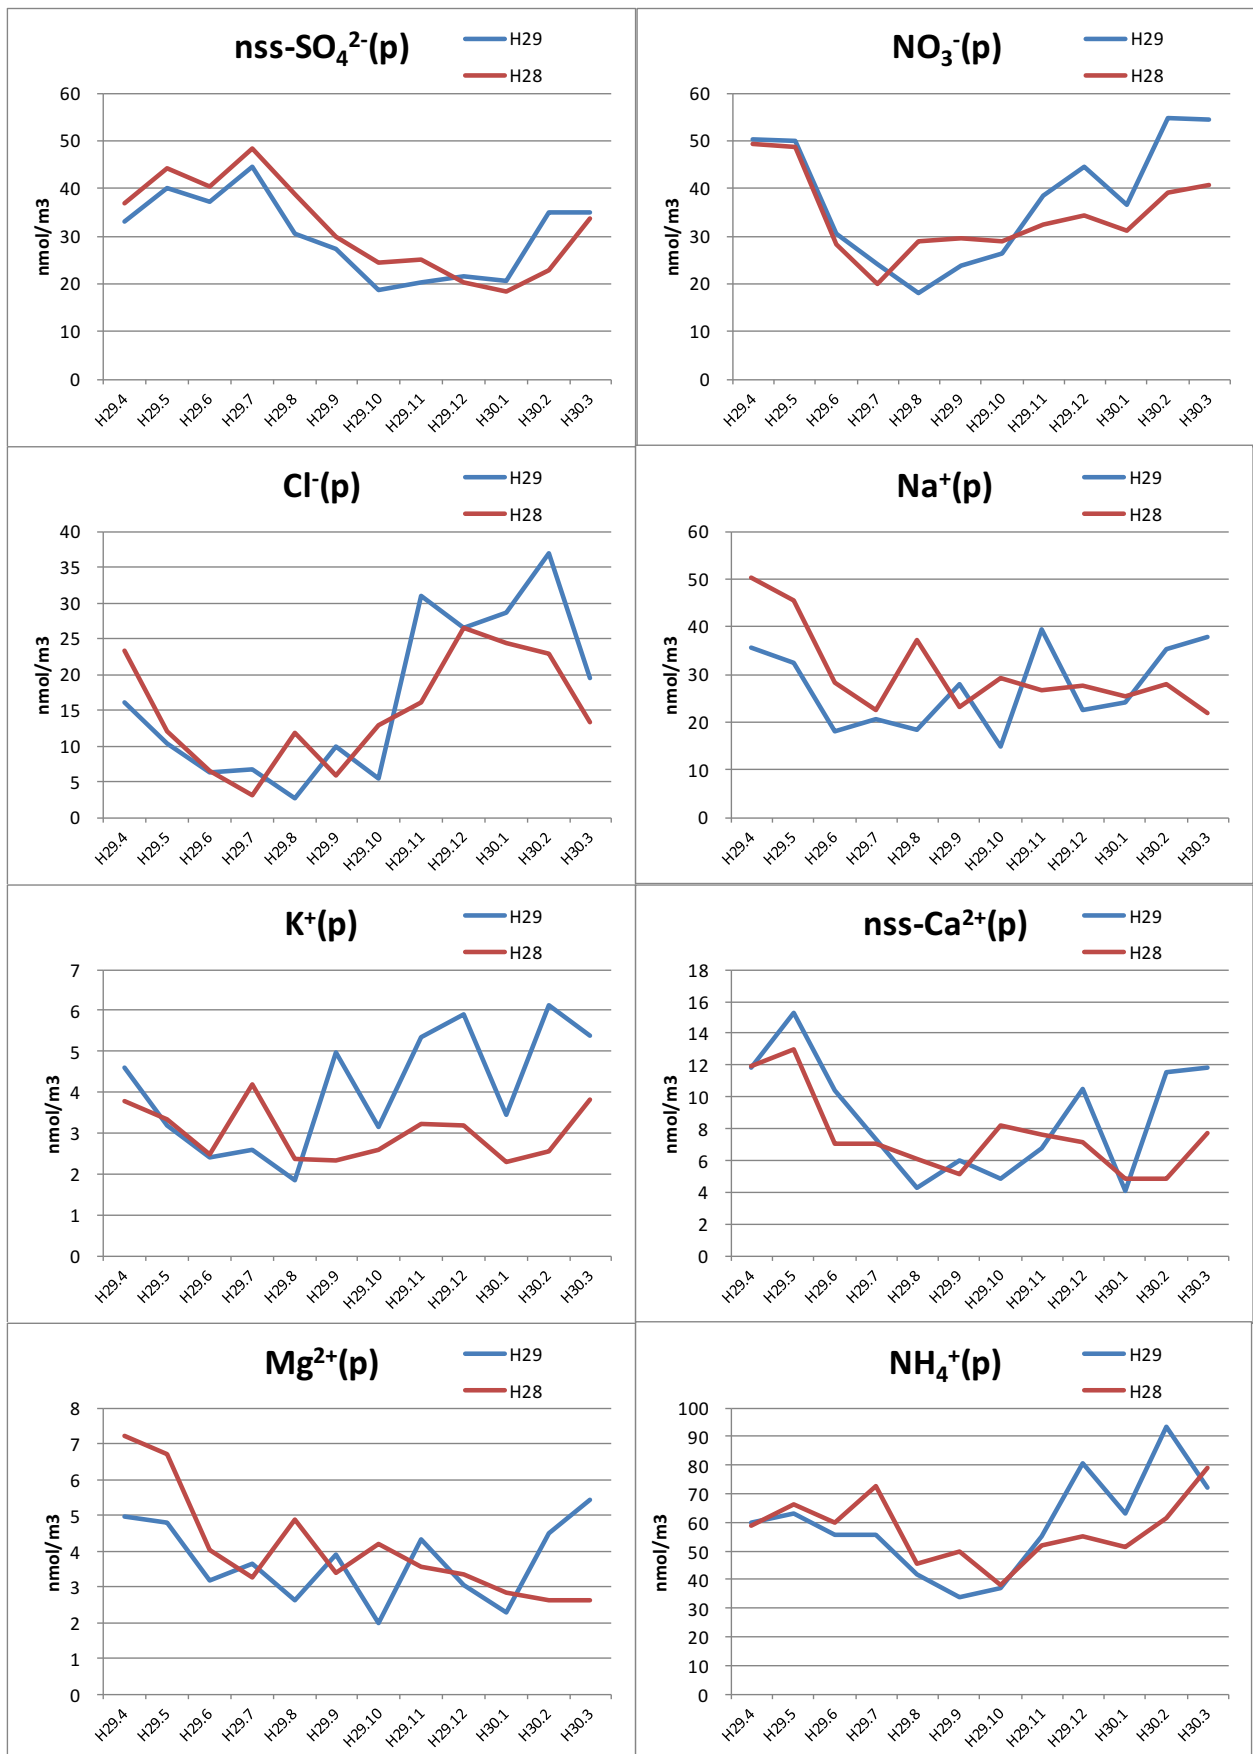 nss-SO₄²⁻(p)
H29
H28
nmol/m3
60
50
40
30
20
10
0
H29.4
H29.5
H29.6
H29.7
H29.8
H29.9
H29.10
H29.11
H29.12
H30.1
H30.2
H30.3
NO₃⁻(p)
H29
H28
nmol/m3
60
50
40
30
20
10
0
H29.4
H29.5
H29.6
H29.7
H29.8
H29.9
H29.10
H29.11
H29.12
H30.1
H30.2
H30.3
Cl⁻(p)
H29
H28
nmol/m3
40
35
30
25
20
15
10
5
0
H29.4
H29.5
H29.6
H29.7
H29.8
H29.9
H29.10
H29.11
H29.12
H30.1
H30.2
H30.3
Na⁺(p)
H29
H28
nmol/m3
60
50
40
30
20
10
0
H29.4
H29.5
H29.6
H29.7
H29.8
H29.9
H29.10
H29.11
H29.12
H30.1
H30.2
H30.3
K⁺(p)
H29
H28
nmol/m3
7
6
5
4
3
2
1
0
H29.4
H29.5
H29.6
H29.7
H29.8
H29.9
H29.10
H29.11
H29.12
H30.1
H30.2
H30.3
nss-Ca²⁺(p)
H29
H28
nmol/m3
18
16
14
12
10
8
6
4
2
0
H29.4
H29.5
H29.6
H29.7
H29.8
H29.9
H29.10
H29.11
H29.12
H30.1
H30.2
H30.3
Mg²⁺(p)
H29
H28
nmol/m3
8
7
6
5
4
3
2
1
0
H29.4
H29.5
H29.6
H29.7
H29.8
H29.9
H29.10
H29.11
H29.12
H30.1
H30.2
H30.3
NH₄⁺(p)
H29
H28
nmol/m3
100
90
80
70
60
50
40
30
20
10
0
H29.4
H29.5
H29.6
H29.7
H29.8
H29.9
H29.10
H29.11
H29.12
H30.1
H30.2
H30.3